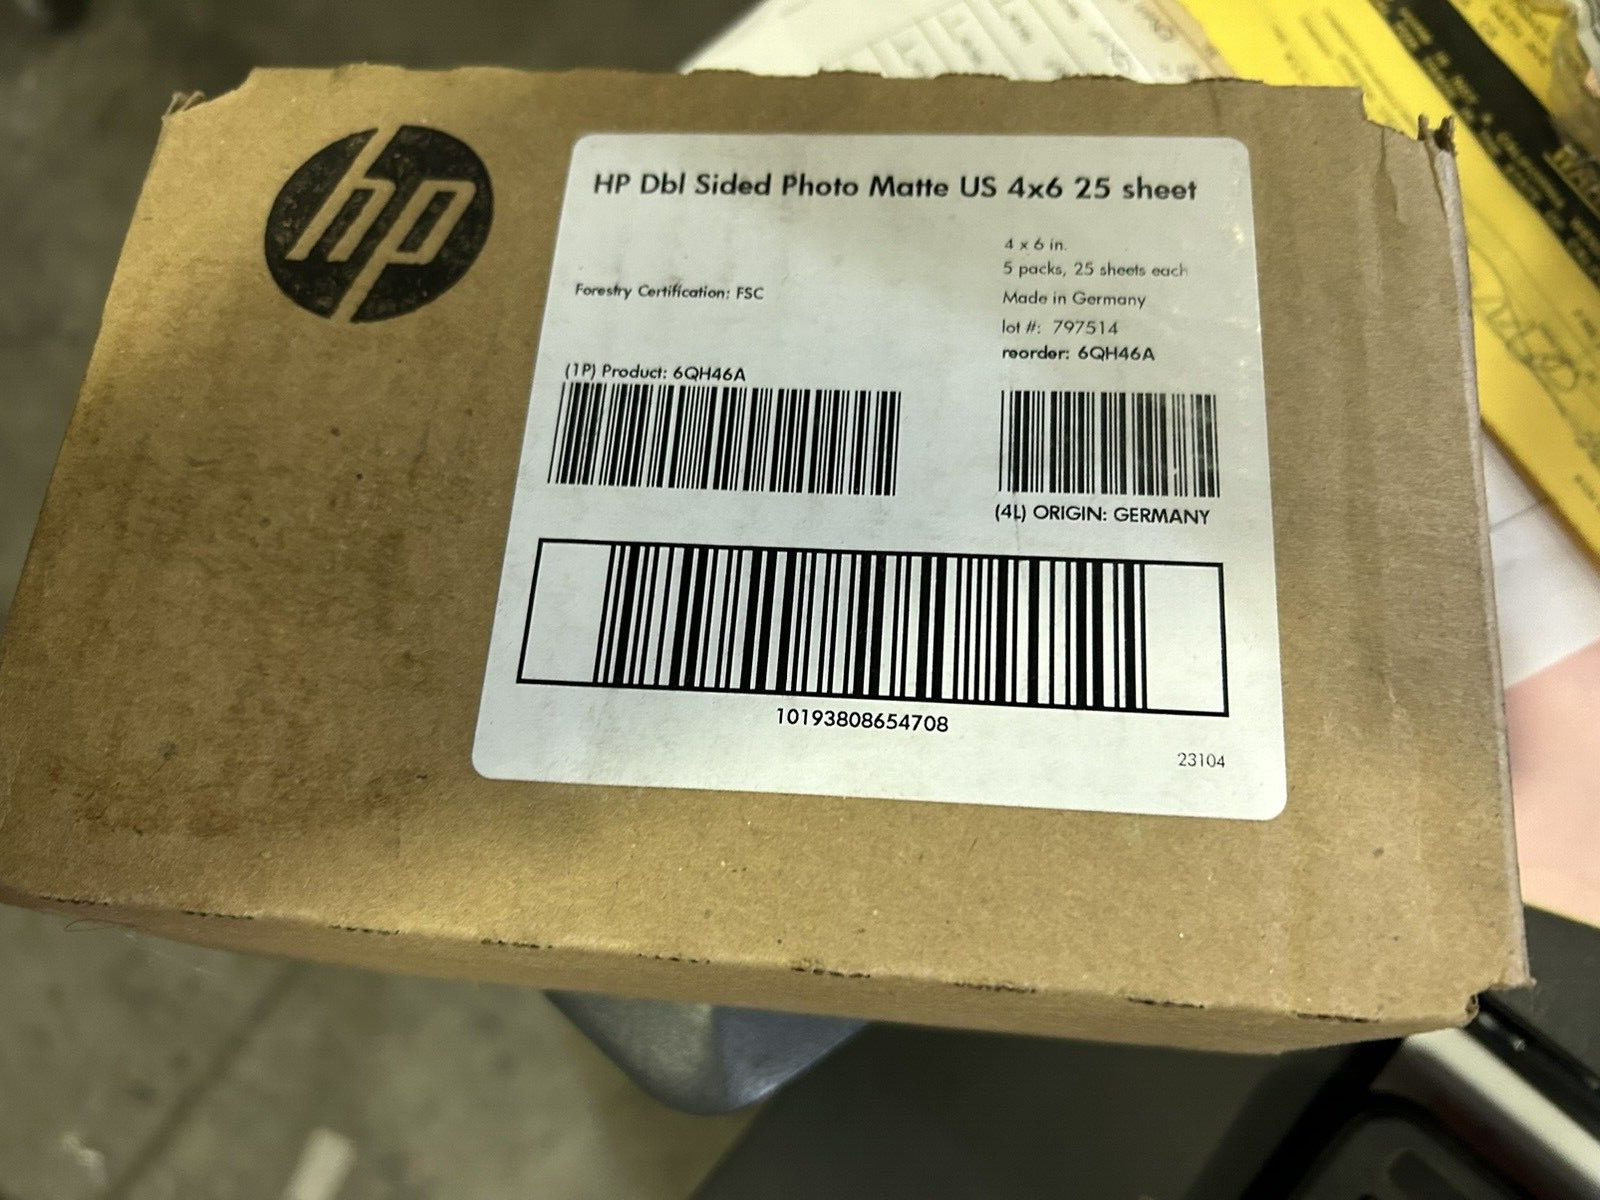 hp
HP Dbl Sided Photo Matte US 4x6 25 sheet
4 x 6 in.
5 packs, 25 sheets each
Forestry Certification: FSC
Made in Germany
lot #: 797514
reorder: 6QH46A
(1P) Product: 6QH46A
(4L) ORIGIN: GERMANY
10193808654708
23104